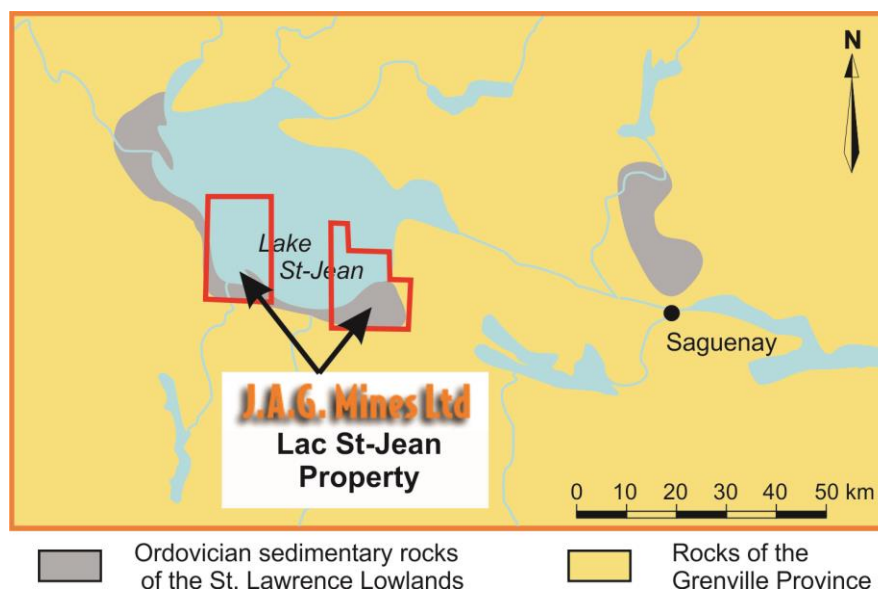 N
Lake
St-Jean
Saguenay
J.A.G. Mines Ltd
Lac St-Jean
Property
0 10 20 30 40 50 km
Ordovician sedimentary rocks
of the St. Lawrence Lowlands
Rocks of the
Grenville Province